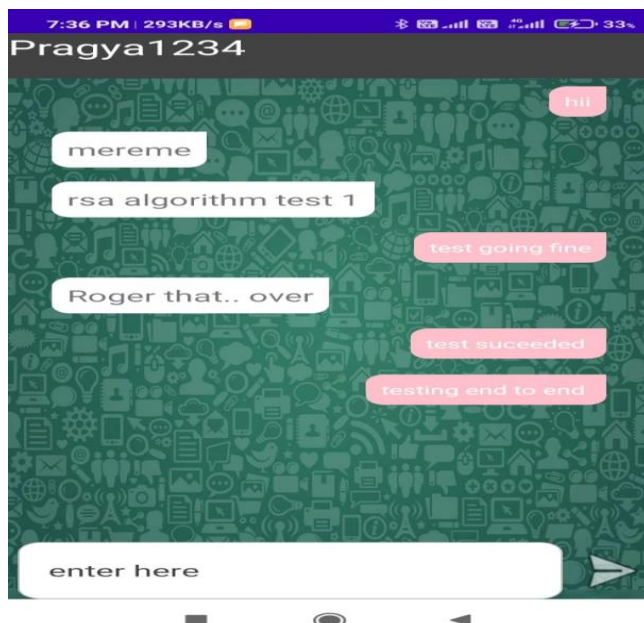 7:36 PM | 293KB/s 33%
Pragya1234
hii
mereme
rsa algorithm test 1
test going fine
Roger that.. over
test suceeded
testing end to end
enter here